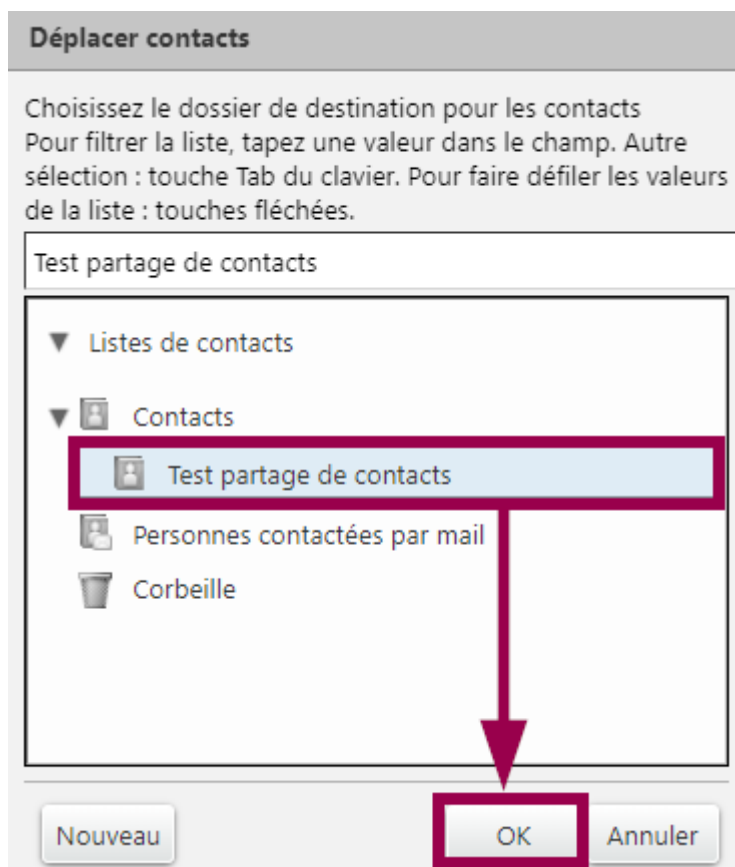 Déplacer contacts
Choisissez le dossier de destination pour les contacts
Pour filtrer la liste, tapez une valeur dans le champ. Autre
sélection : touche Tab du clavier. Pour faire défiler les valeurs
de la liste : touches fléchées.
Test partage de contacts
Listes de contacts
Contacts
Test partage de contacts
Personnes contactées par mail
Corbeille
Nouveau OK Annuler